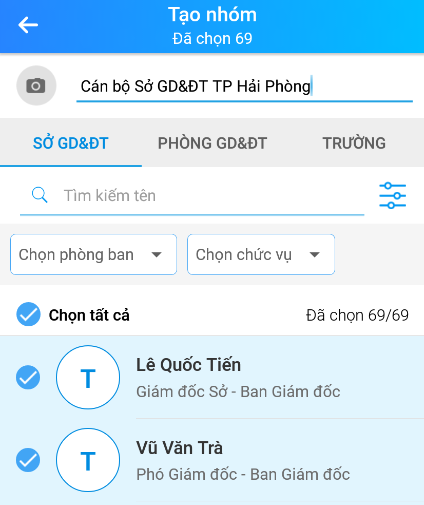 Tạo nhóm
Đã chọn 69
Cán bộ Sở GD&ĐT TP Hải Phòng
SỞ GD&ĐT PHÒNG GD&ĐT TRƯỜNG
Tìm kiếm tên
Chọn phòng ban Chọn chức vụ
Chọn tất cả Đã chọn 69/69
T Lê Quốc Tiến
Giám đốc Sở - Ban Giám đốc
T Vũ Văn Trà
Phó Giám đốc - Ban Giám đốc